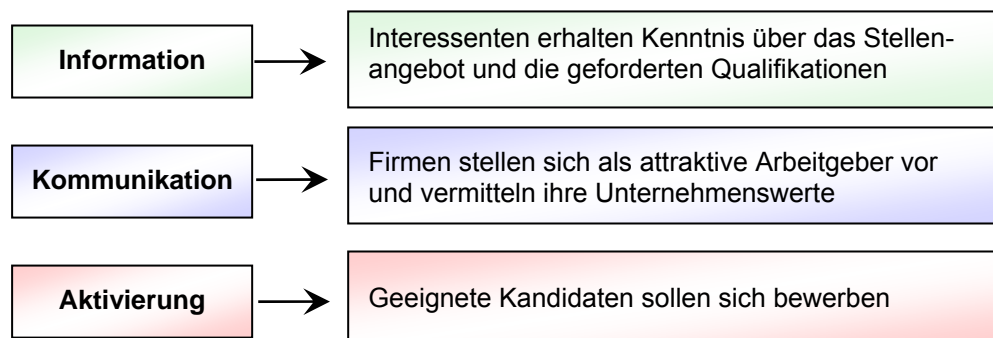 Information
Interessenten erhalten Kenntnis über das Stellen-
angebot und die geforderten Qualifikationen
Kommunikation
Firmen stellen sich als attraktive Arbeitgeber vor
und vermitteln ihre Unternehmenswerte
Aktivierung
Geeignete Kandidaten sollen sich bewerben